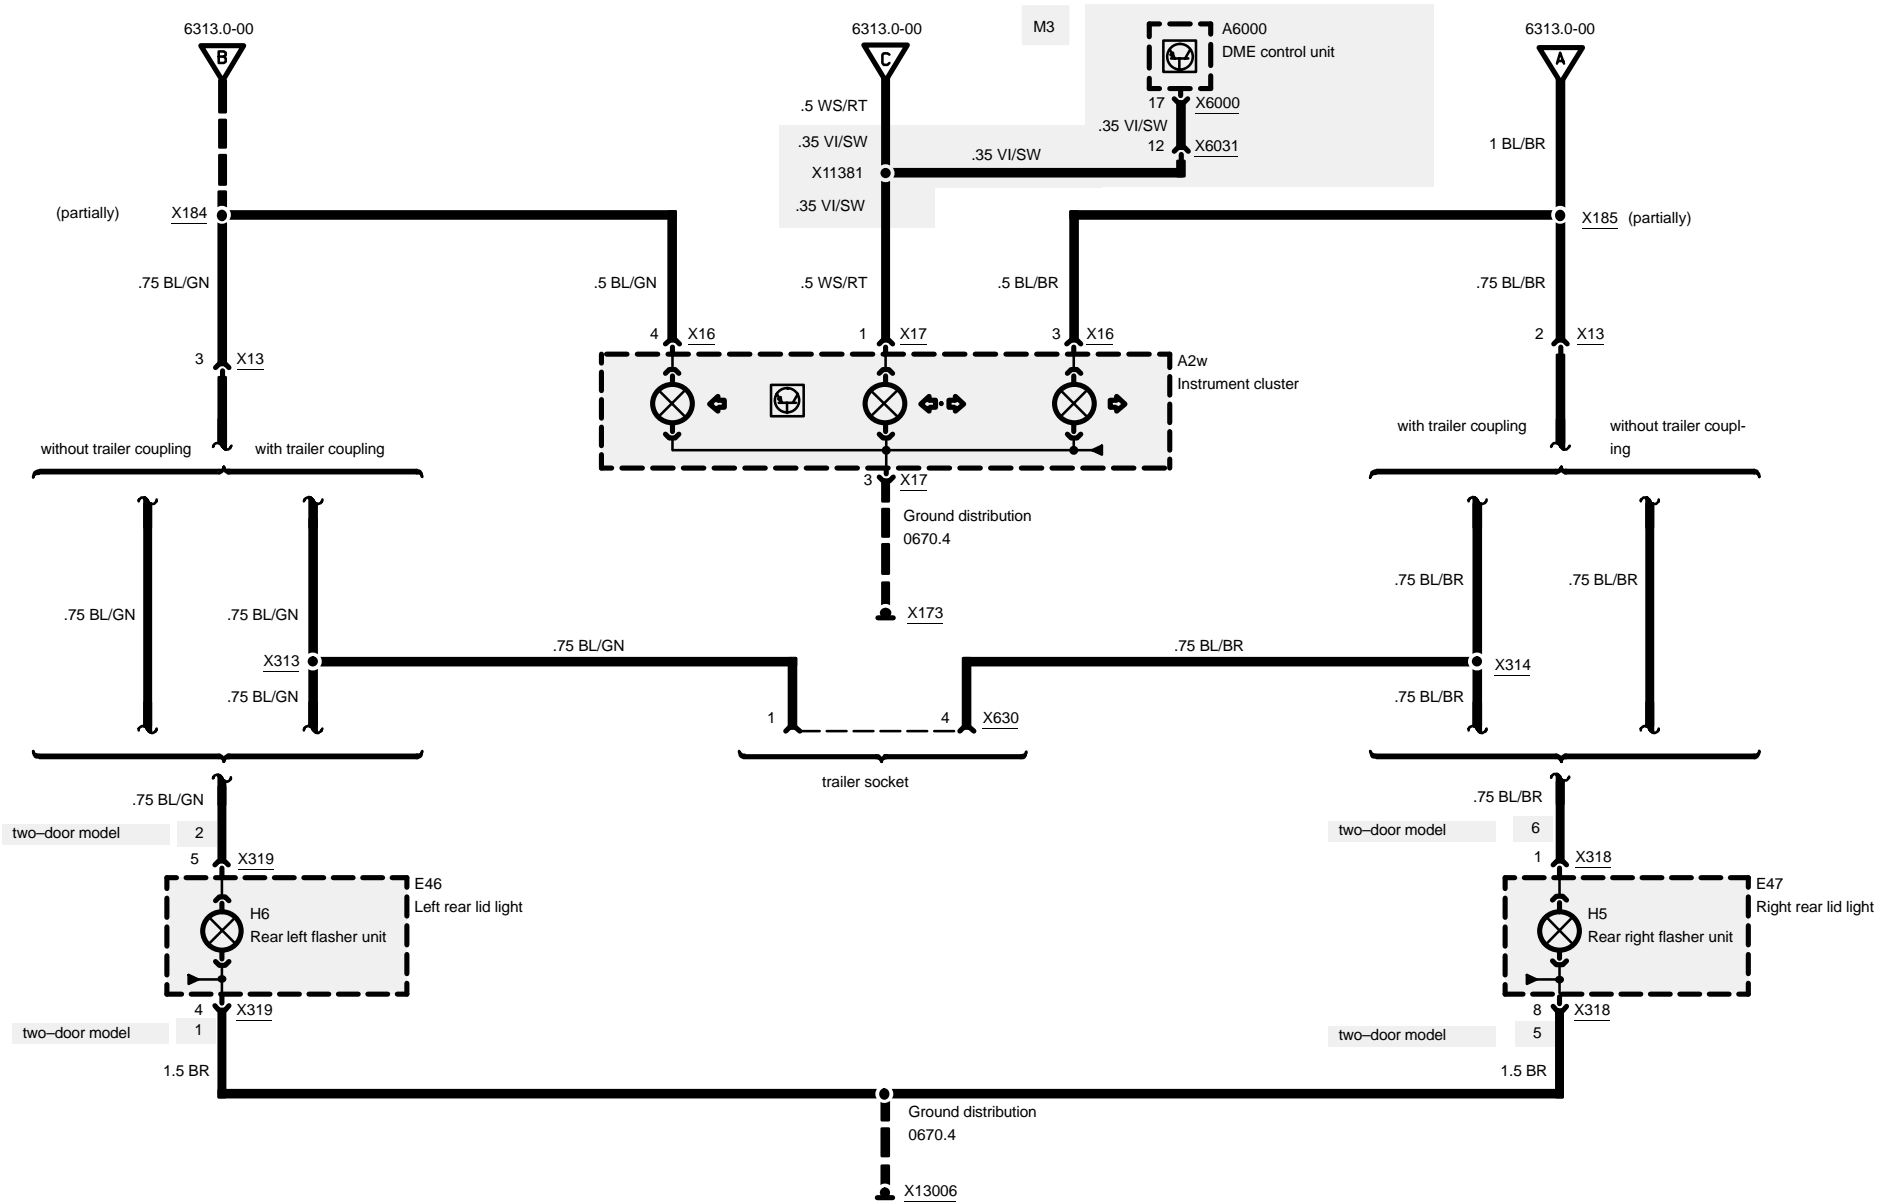 6313.0-00
6313.0-00
M3
A6000
DME control unit
6313.0-00
B
C
A
.5 WS/RT
17
X6000
.35 VI/SW
.35 VI/SW
.35 VI/SW
12
X6031
1 BL/BR
X11381
.35 VI/SW
(partially)
X184
X185
(partially)
.75 BL/GN
.5 BL/GN
.5 WS/RT
.5 BL/BR
.75 BL/BR
4
X16
1
X17
3
X16
2
X13
3
X13
A2w
Instrument cluster
without trailer coupling
with trailer coupling
with trailer coupling
without trailer coupl-
ing
3
X17
Ground distribution
0670.4
.75 BL/BR
.75 BL/BR
.75 BL/GN
.75 BL/GN
X173
.75 BL/GN
.75 BL/BR
X313
X314
.75 BL/GN
.75 BL/BR
1
4
X630
trailer socket
.75 BL/GN
.75 BL/BR
two–door model
2
two–door model
6
5
X319
1
X318
E46
Left rear lid light
E47
Right rear lid light
H6
Rear left flasher unit
H5
Rear right flasher unit
4
X319
8
X318
two–door model
1
two–door model
5
1.5 BR
1.5 BR
Ground distribution
0670.4
X13006